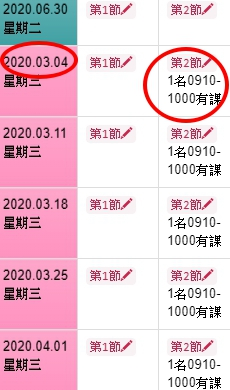 2020.06.30
星期二
第1節
第2節
2020.03.04
星期三
第1節
第2節
1名0910-
1000有課
2020.03.11
星期三
第1節
第2節
1名0910-
1000有課
2020.03.18
星期三
第1節
第2節
1名0910-
1000有課
2020.03.25
星期三
第1節
第2節
1名0910-
1000有課
2020.04.01
星期三
第1節
第2節
1名0910-
1000有課